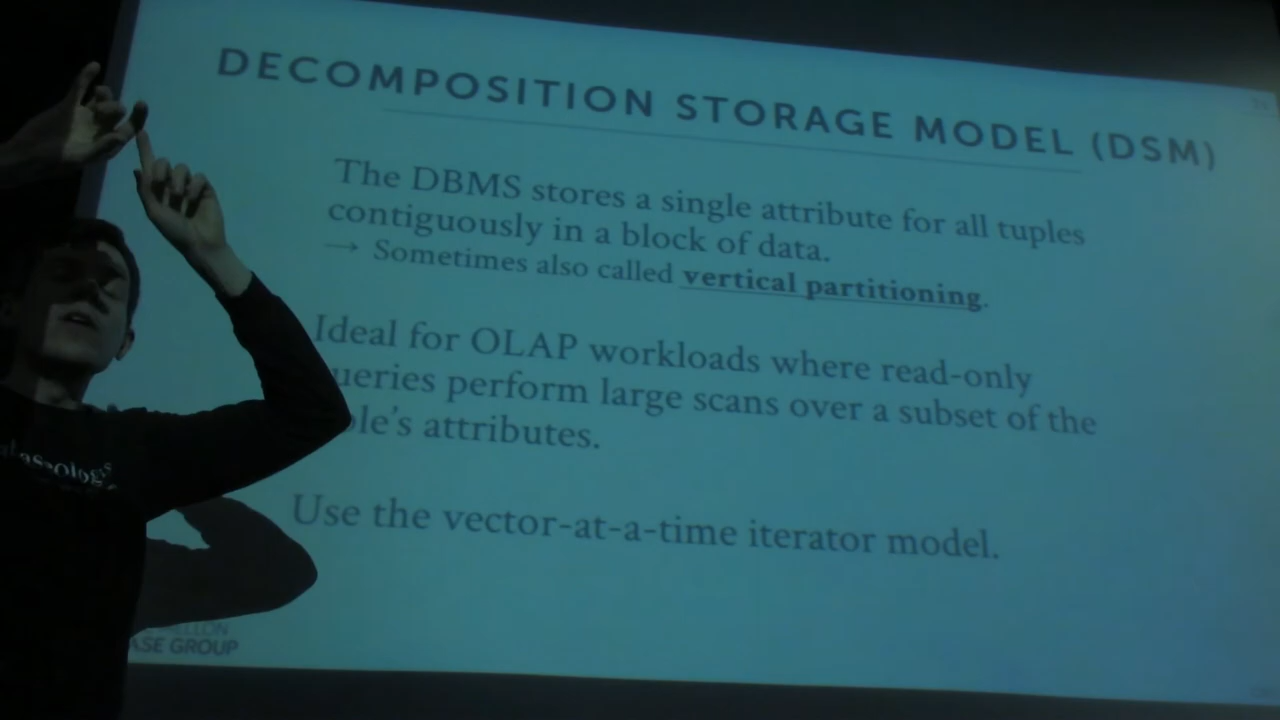 DECOMPOSITION STORAGE MODEL (DSM)
The DBMS stores a single attribute for all tuples
contiguously in a block of data.
→ Sometimes also called vertical partitioning.
Ideal for OLAP workloads where read-only
ueries perform large scans over a subset of the
ble's attributes.
Use the vector-at-a-time iterator model.
ASE GROUP